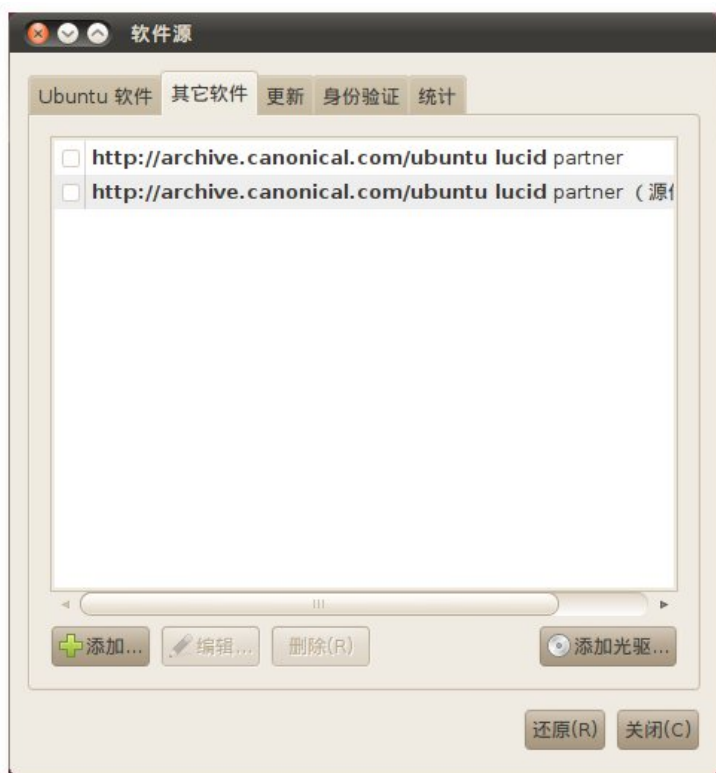 软件源
Ubuntu 软件 其它软件 更新 身份验证 统计
http://archive.canonical.com/ubuntu lucid partner
http://archive.canonical.com/ubuntu lucid partner （源
添加... 编辑... 删除(R) 添加光驱...
还原(R) 关闭(C)